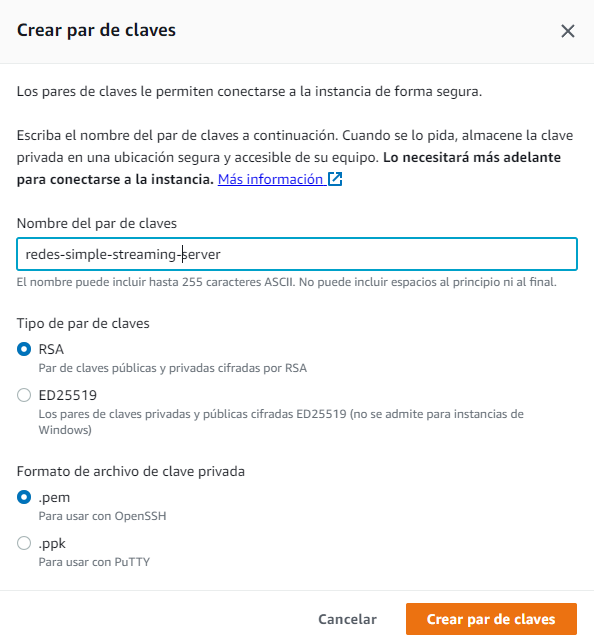 Crear par de claves
Los pares de claves le permiten conectarse a la instancia de forma segura.
Escriba el nombre del par de claves a continuación. Cuando se lo pida, almacene la clave
privada en una ubicación segura y accesible de su equipo. Lo necesitará más adelante
para conectarse a la instancia. Más información
Nombre del par de claves
redes-simple-streaming-server
El nombre puede incluir hasta 255 caracteres ASCII. No puede incluir espacios al principio ni al final.
Tipo de par de claves
RSA
Par de claves públicas y privadas cifradas por RSA
ED25519
Los pares de claves privadas y públicas cifradas ED25519 (no se admite para instancias de
Windows)
Formato de archivo de clave privada
.pem
Para usar con OpenSSH
.ppk
Para usar con PuTTY
Cancelar Crear par de claves